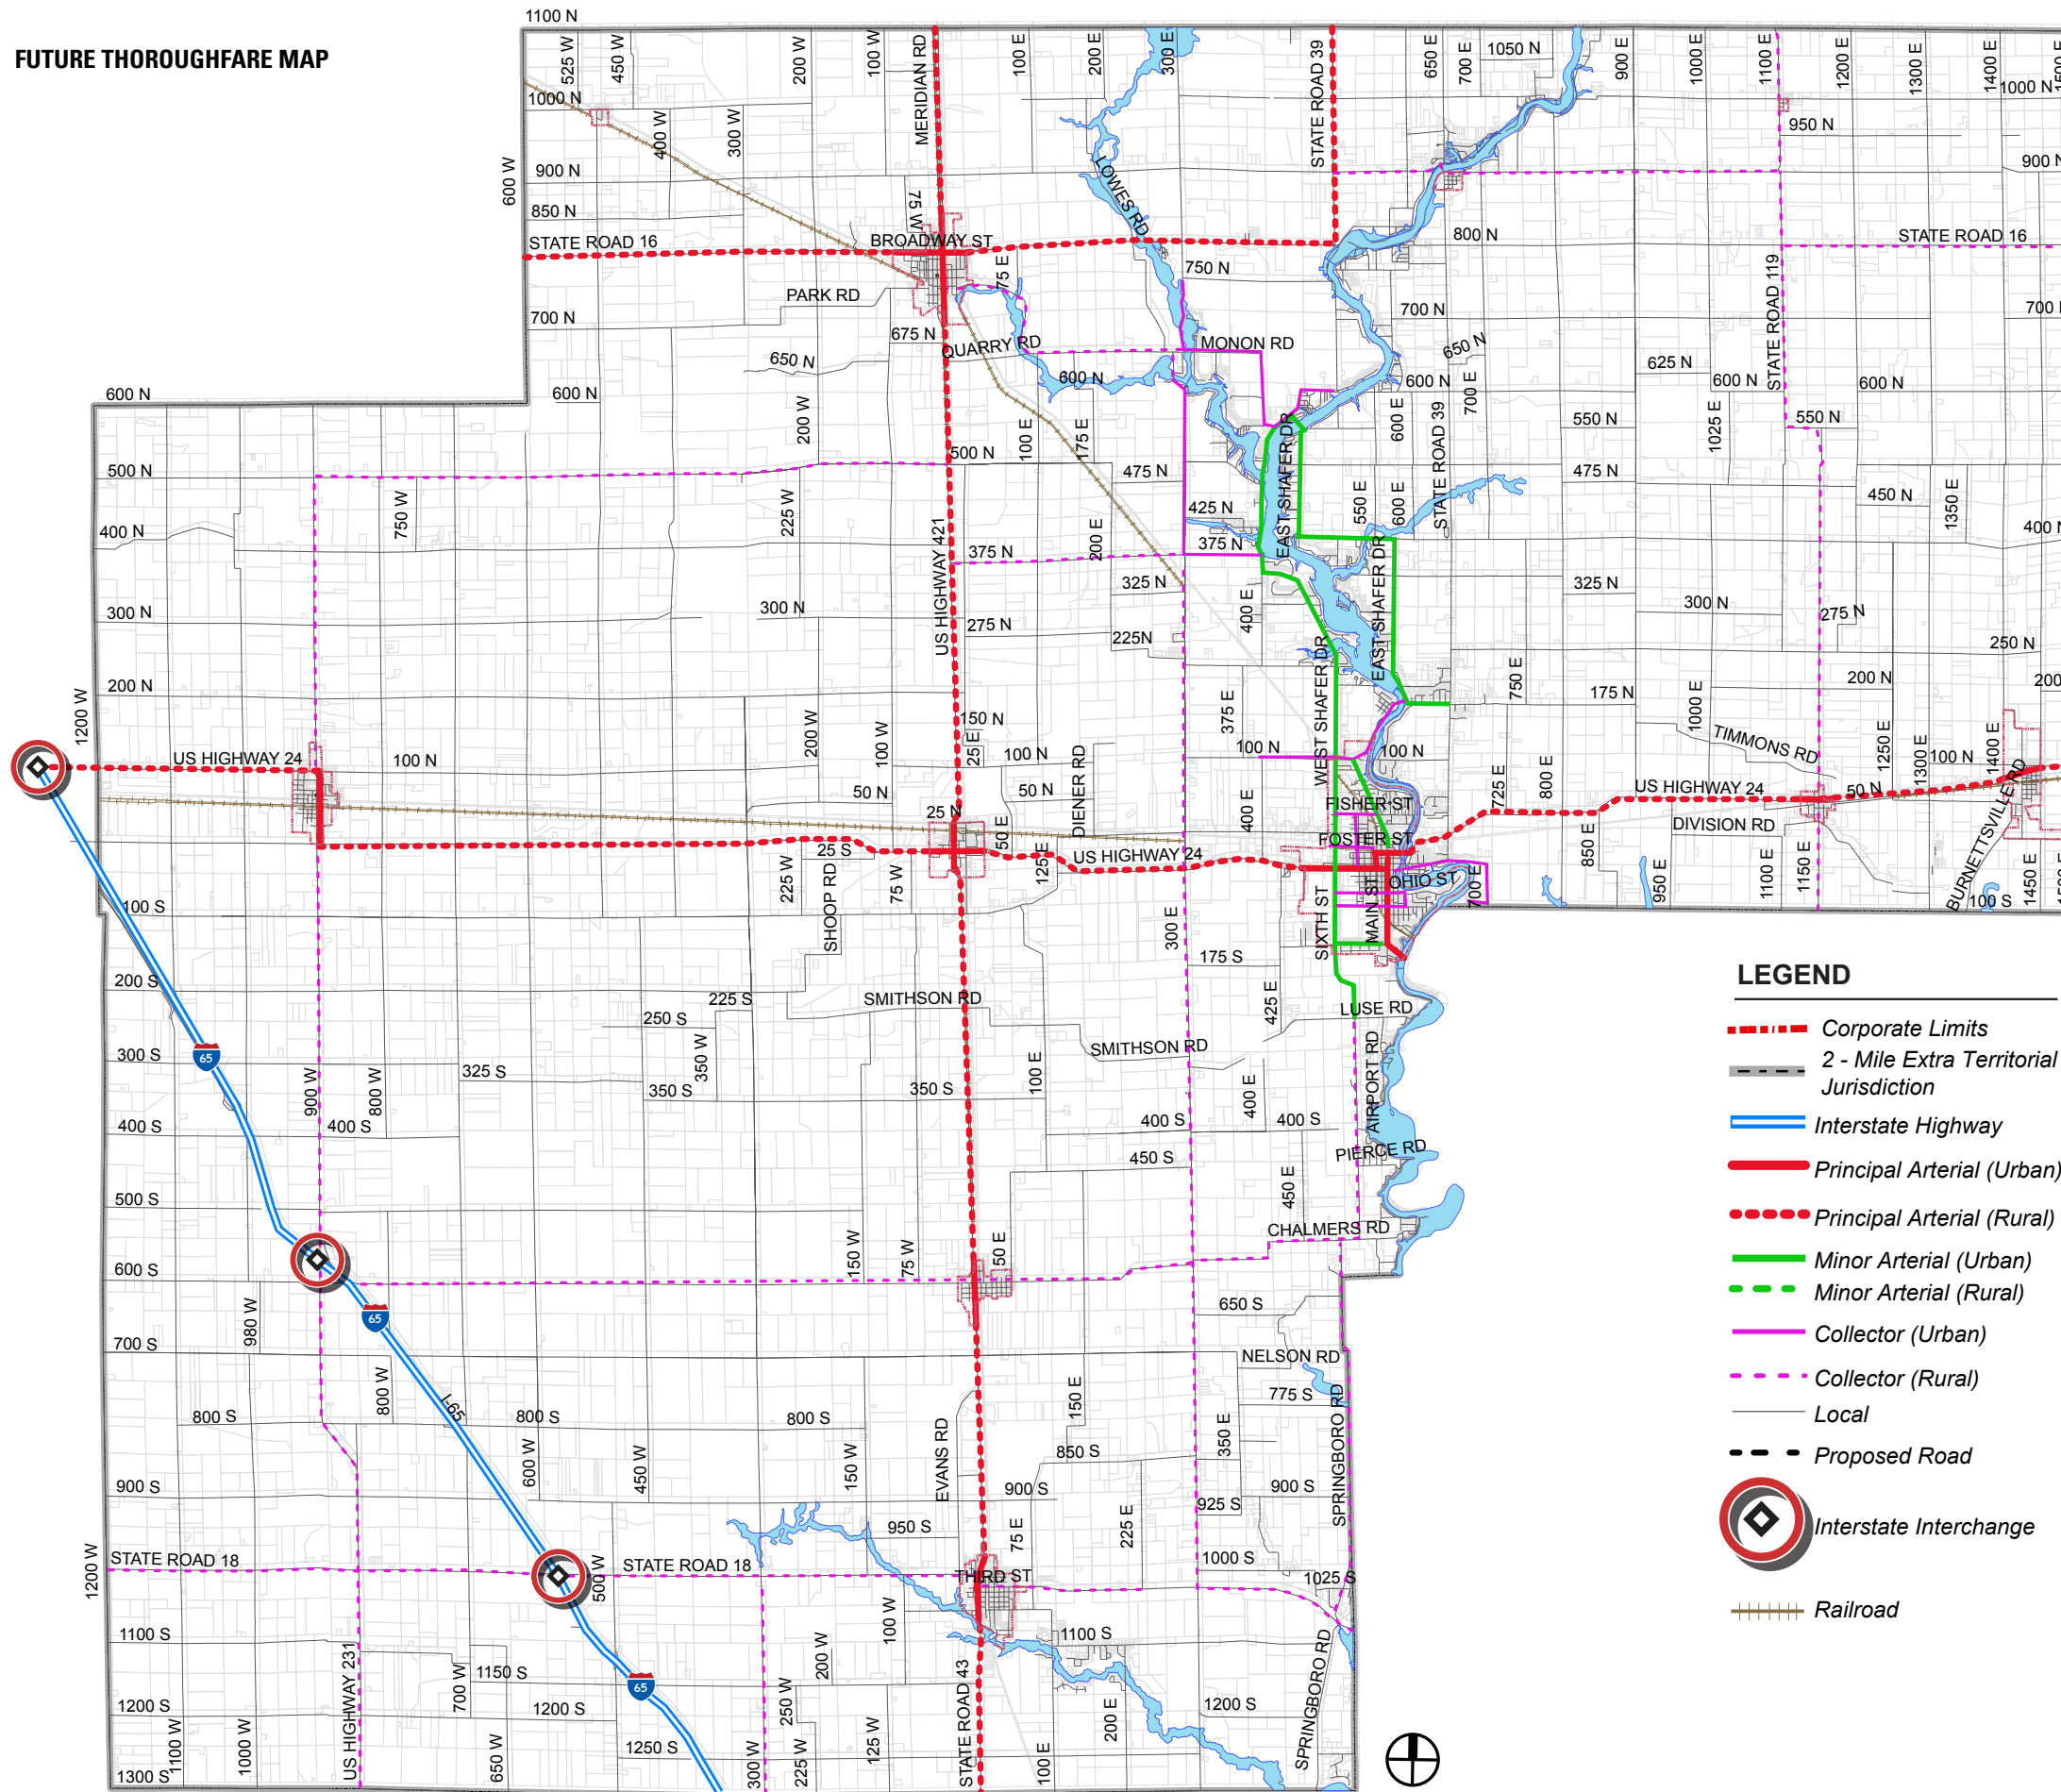 FUTURE THOROUGHFARE MAP
1100 N
525 W
450 W
200 W
100 W
MERIDIAN RD
100 E
200 E
300 E
STATE ROAD 39
650 E
700 E
1050 N
900 E
1000 E
1100 E
1200 E
1300 E
1400 E
1000 N
1000 N
400 W
300 W
950 N
600 W
900 N
900 N
850 N
75 W
LOWES RD
STATE ROAD 16
BROADWAY ST
800 N
STATE ROAD 16
75 E
750 N
STATE ROAD 119
PARK RD
700 N
700 N
675 N
QUARRY RD
MONON RD
650 N
650 N
625 N
600 N
600 N
600 N
600 N
600 N
600 N
700 E
200 W
100 E
175 E
EAST SHAFER DR
600 E
STATE ROAD 39
550 N
1025 E
550 N
500 N
500 N
475 N
475 N
750 W
225 W
425 N
550 E
600 E
450 N
1350 E
400 N
US HIGHWAY 421
375 N
200 E
375 N
400 N
325 N
325 N
300 N
300 N
275 N
225N
400 E
WEST SHAFER DR
EAST SHAFER DR
300 N
275 N
250 N
200 N
1200 W
200 W
100 W
150 N
25 E
375 E
750 E
175 N
1000 E
200 N
US HIGHWAY 24
100 N
100 N
DIENER RD
100 N
100 N
TIMMONS RD
1250 E
1300 E
100 N
1400 E
50 N
50 N
25 N
50 E
400 E
FISHER ST
725 E
800 E
US HIGHWAY 24
50 N
BURNETTSVILLE RD
25 S
125 E
US HIGHWAY 24
FOSTER ST
DIVISION RD
850 E
225 W
SHOOP RD
75 W
300 E
SIXTH ST
MAIN ST
OHIO ST
700 E
950 E
1100 E
1150 E
100 S
1450 E
100 S
175 S
200 S
225 S
SMITHSON RD
425 E
LUSE RD
250 S
350 W
SMITHSON RD
AIRPORT RD
300 S
65
900 W
800 W
325 S
350 S
350 S
100 E
400 E
400 S
400 S
400 S
400 S
PIERCE RD
450 S
450 E
500 S
150 W
75 W
50 E
CHALMERS RD
600 S
980 W
65
650 S
700 S
800 W
NELSON RD
I-65
150 E
775 S
SPRINGBORO RD
800 S
800 S
800 S
600 W
450 W
150 W
EVANS RD
850 S
350 E
900 S
900 S
900 S
925 S
950 S
75 E
225 E
1200 W
STATE ROAD 18
500 W
STATE ROAD 18
THIRD ST
1000 S
1025 S
100 W
1100 S
1100 S
US HIGHWAY 231
700 W
1150 S
65
200 W
STATE ROAD 43
SPRINGBORO RD
1200 S
1100 W
1000 W
650 W
1200 S
250 W
300 W
225 W
125 W
200 E
1200 S
1250 S
100 E
1300 S
LEGEND
Corporate Limits
2 - Mile Extra Territorial
Jurisdiction
Interstate Highway
Principal Arterial (Urban)
Principal Arterial (Rural)
Minor Arterial (Urban)
Minor Arterial (Rural)
Collector (Urban)
Collector (Rural)
Local
Proposed Road
Interstate Interchange
Railroad